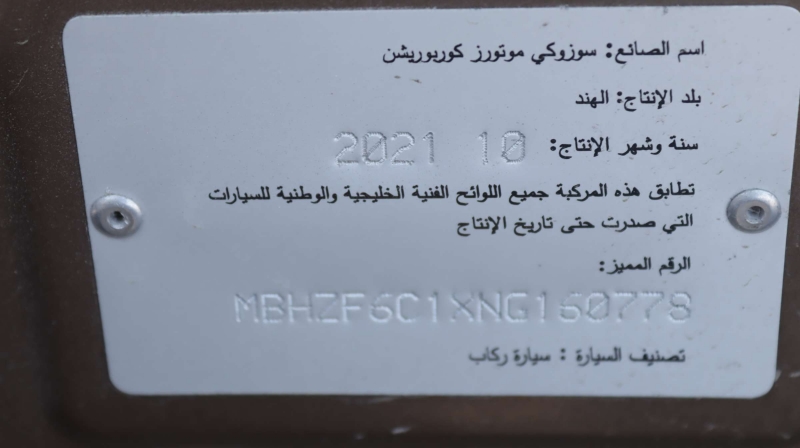 اسم الصانع: سوزوكي موتورز كوربوريشن
بلد الإنتاج: الهند
سنة وشهر الإنتاج: 2021 10
تطابق هذه المركبة جميع اللوائح الفنية الخليجية والوطنية للسيارات
التي صدرت حتى تاريخ الإنتاج
الرقم المميز:
MBHZF6C1XNG160778
تصنيف السيارة : سيارة ركاب